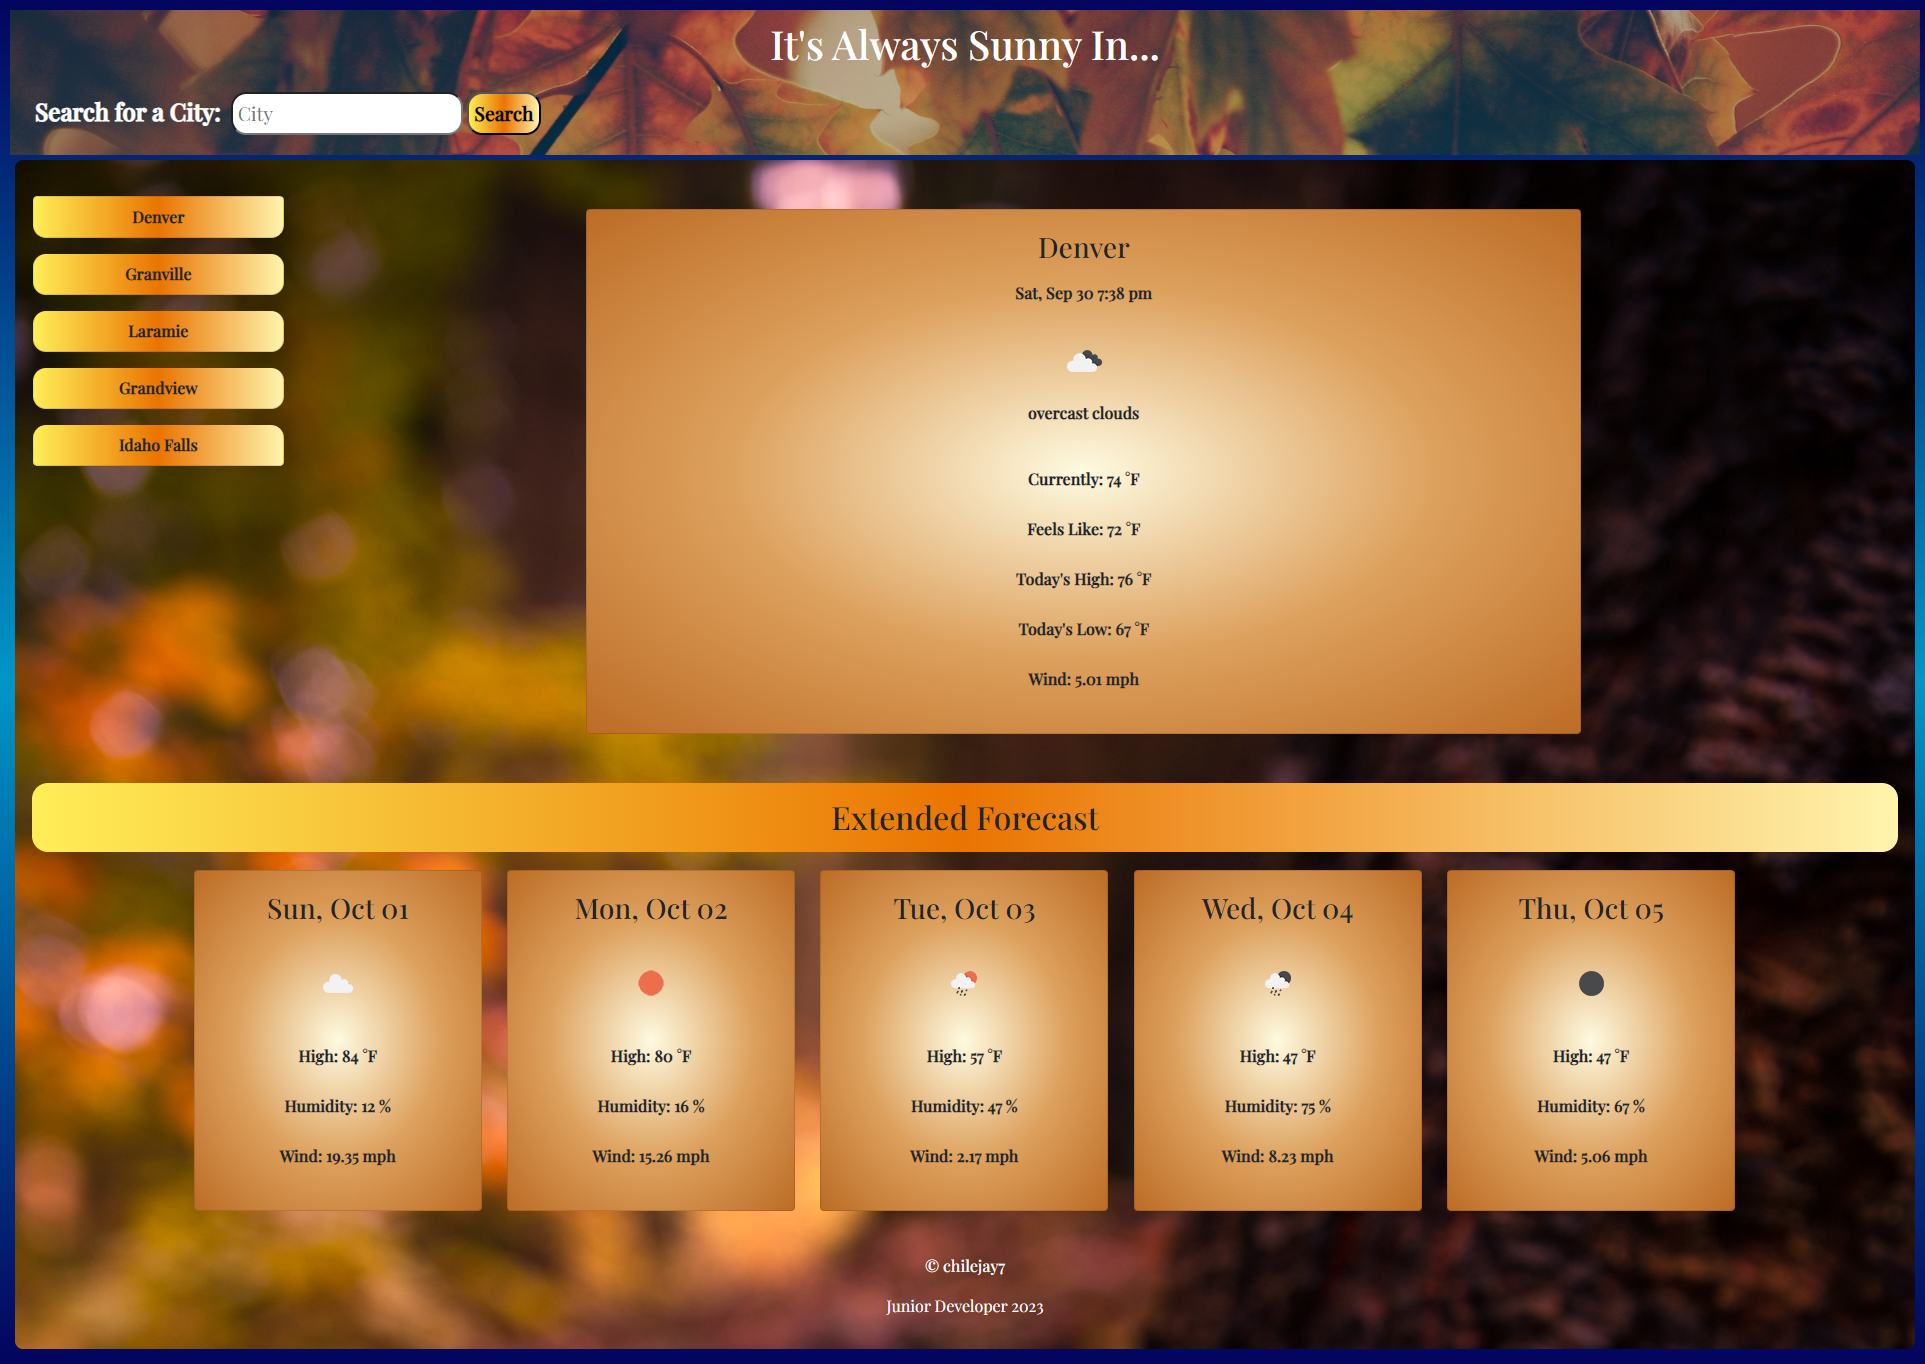 It's Always Sunny In...
Search for a City: City Search
Denver
Granville
Laramie
Grandview
Idaho Falls
Denver
Sat, Sep 30 7:38 pm
overcast clouds
Currently: 74 °F
Feels Like: 72 °F
Today's High: 76 °F
Today's Low: 67 °F
Wind: 5.01 mph
Extended Forecast
Sun, Oct 01
High: 84 °F
Humidity: 12 %
Wind: 19.35 mph
Mon, Oct 02
High: 80 °F
Humidity: 16 %
Wind: 15.26 mph
Tue, Oct 03
High: 57 °F
Humidity: 47 %
Wind: 2.17 mph
Wed, Oct 04
High: 47 °F
Humidity: 75 %
Wind: 8.23 mph
Thu, Oct 05
High: 47 °F
Humidity: 67 %
Wind: 5.06 mph
© chilejay7
Junior Developer 2023